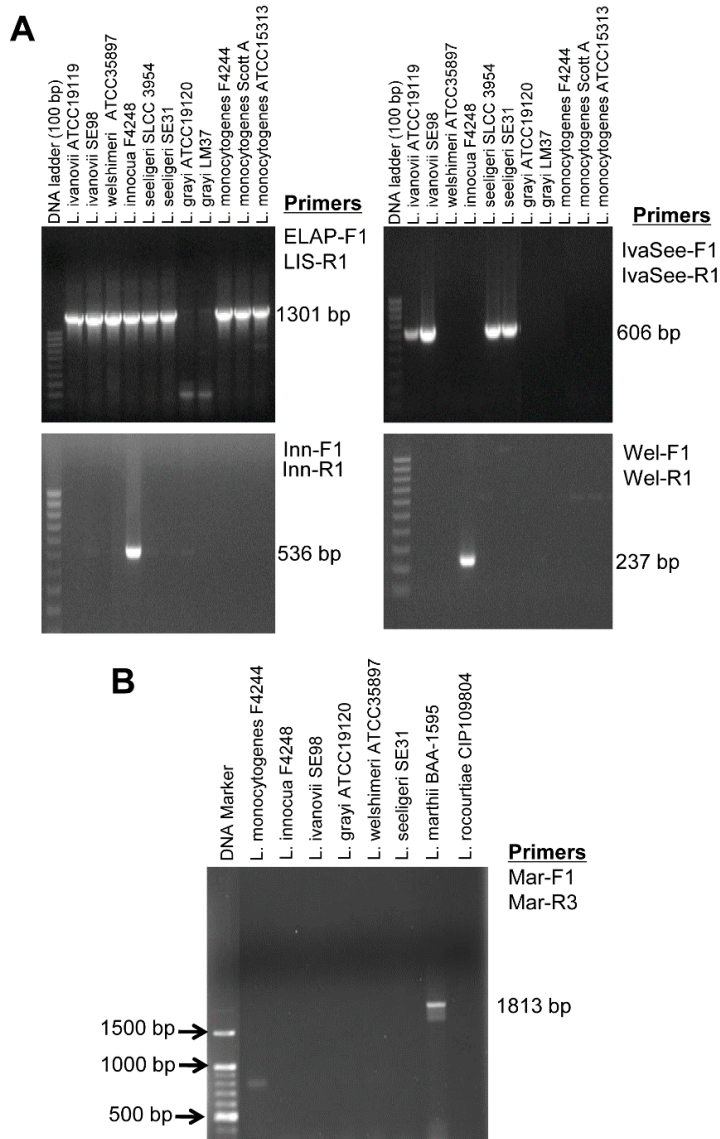 A
DNA ladder (100 bp)
L. ivanovii ATCC19119
L. ivanovii SE98
L. welshimeri ATCC35897
L. innocua F4248
L. seeligeri SLCC 3954
L. seeligeri SE31
L. grayi ATCC19120
L. grayi LM37
L. monocytogenes F4244
L. monocytogenes Scott A
L. monocytogenes ATCC15313
Primers
ELAP-F1
LIS-R1
1301 bp
DNA ladder (100 bp)
L. ivanovii ATCC19119
L. ivanovii SE98
L. welshimeri ATCC35897
L. innocua F4248
L. seeligeri SLCC 3954
L. seeligeri SE31
L. grayi ATCC19120
L. grayi LM37
L. monocytogenes F4244
L. monocytogenes Scott A
L. monocytogenes ATCC15313
Primers
IvaSee-F1
IvaSee-R1
606 bp
Inn-F1
Inn-R1
536 bp
Wel-F1
Wel-R1
237 bp
B
DNA Marker
L. monocytogenes F4244
L. innocua F4248
L. ivanovii SE98
L. grayi ATCC19120
L. welshimeri ATCC35897
L. seeligeri SE31
L. marthii BAA-1595
L. rocourtiae CIP109804
Primers
Mar-F1
Mar-R3
1813 bp
1500 bp
1000 bp
500 bp